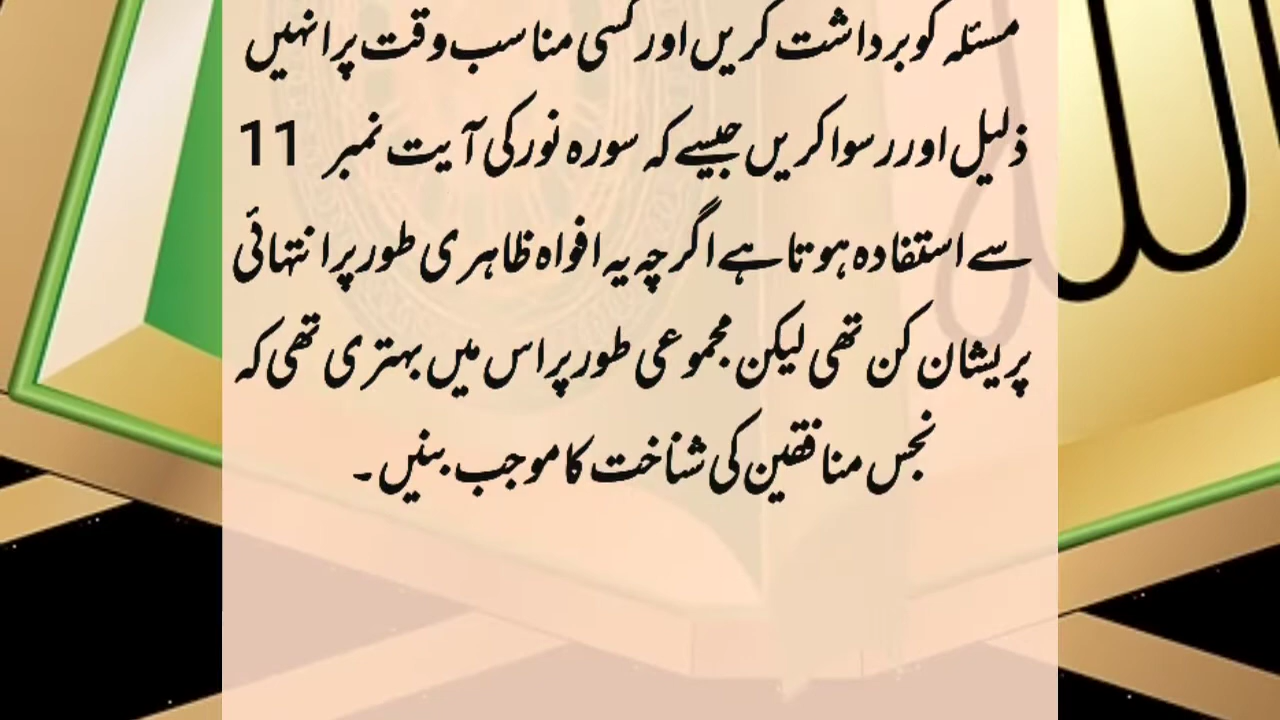 مسئلہ کو برداشت کریں اور کسی مناسب وقت پر انہیں
ذلیل اور رسوا کریں جیسے کہ سورہ نور کی آیت نمبر 11
سے استفادہ ہوتا ہے اگرچہ یہ افواہ ظاہری طور پر انتہائی
پریشان کن تھی لیکن مجموعی طور پر اس میں بہتری تھی کہ
نجس منافقین کی شناخت کا موجب بنیں۔